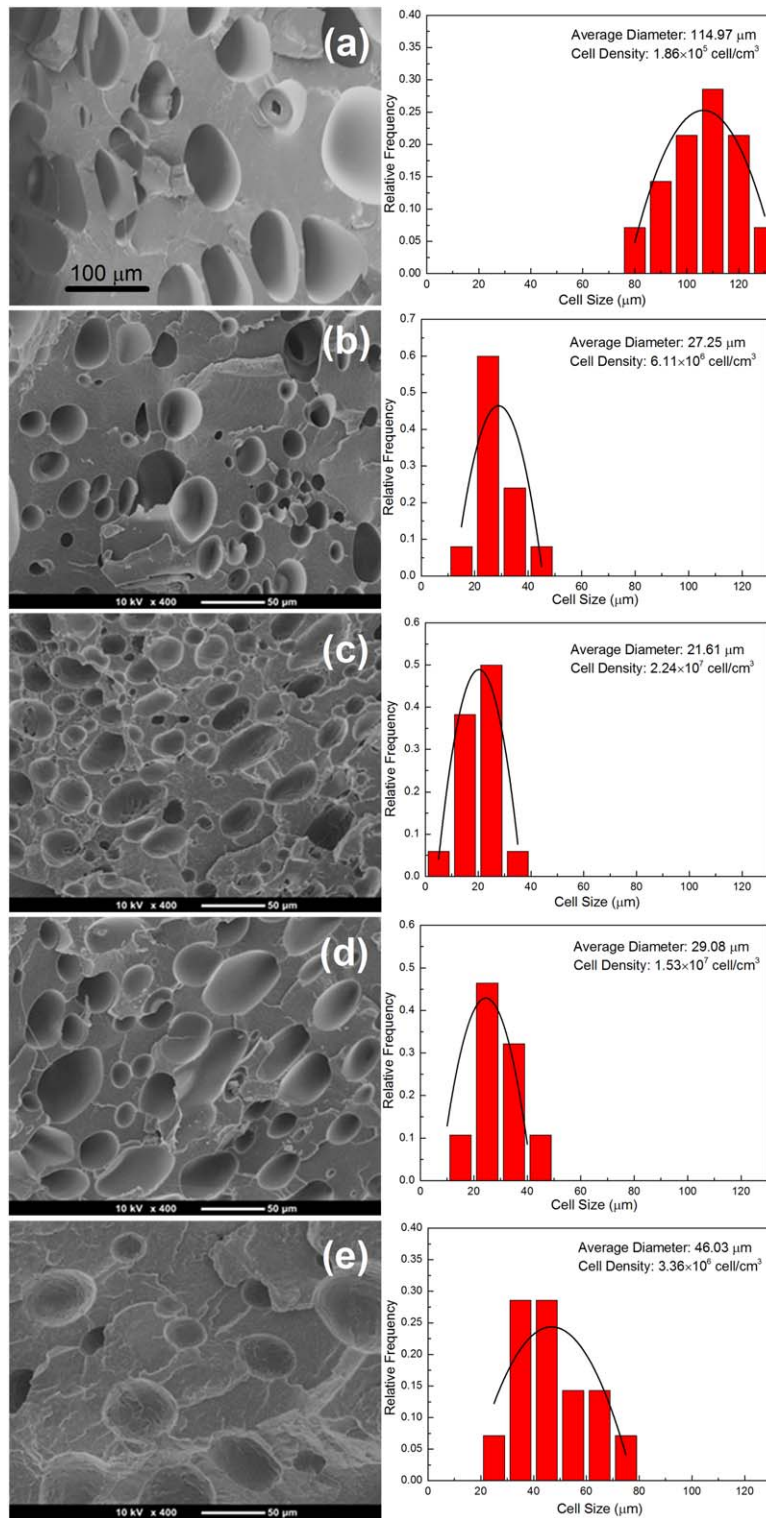 (a)
100 μm
Average Diameter: 114.97 μm
Cell Density: 1.86×10⁵ cell/cm³
Relative Frequency
0.40
0.35
0.30
0.25
0.20
0.15
0.10
0.05
0.00
0 20 40 60 80 100 120
Cell Size (μm)
(b)
10 kV x 400 50 μm
Average Diameter: 27.25 μm
Cell Density: 6.11×10⁶ cell/cm³
Relative Frequency
0.7
0.6
0.5
0.4
0.3
0.2
0.1
0.0
0 20 40 60 80 100 120
Cell Size (μm)
(c)
10 kV x 400 50 μm
Average Diameter: 21.61 μm
Cell Density: 2.24×10⁷ cell/cm³
Relative Frequency
0.6
0.5
0.4
0.3
0.2
0.1
0.0
0 20 40 60 80 100 120
Cell Size (μm)
(d)
10 kV x 400 50 μm
Average Diameter: 29.08 μm
Cell Density: 1.53×10⁷ cell/cm³
Relative Frequency
0.6
0.5
0.4
0.3
0.2
0.1
0.0
0 20 40 60 80 100 120
Cell Size (μm)
(e)
10 kV x 400 50 μm
Average Diameter: 46.03 μm
Cell Density: 3.36×10⁶ cell/cm³
Relative Frequency
0.40
0.35
0.30
0.25
0.20
0.15
0.10
0.05
0.00
0 20 40 60 80 100 120
Cell Size (μm)